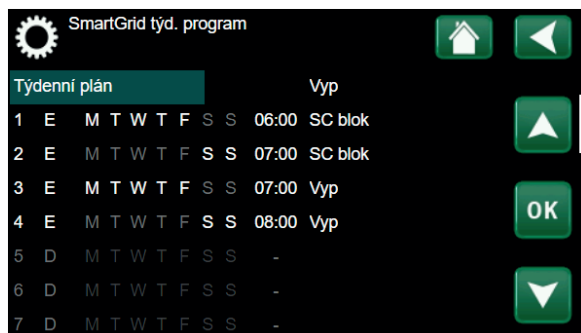 SmartGrid týd. program
Týdenní plán Vyp
1 E M T W T F S S 06:00 SC blok
2 E M T W T F S S 07:00 SC blok
3 E M T W T F S S 07:00 Vyp
4 E M T W T F S S 08:00 Vyp
OK
5 D M T W T F S S -
6 D M T W T F S S -
7 D M T W T F S S -